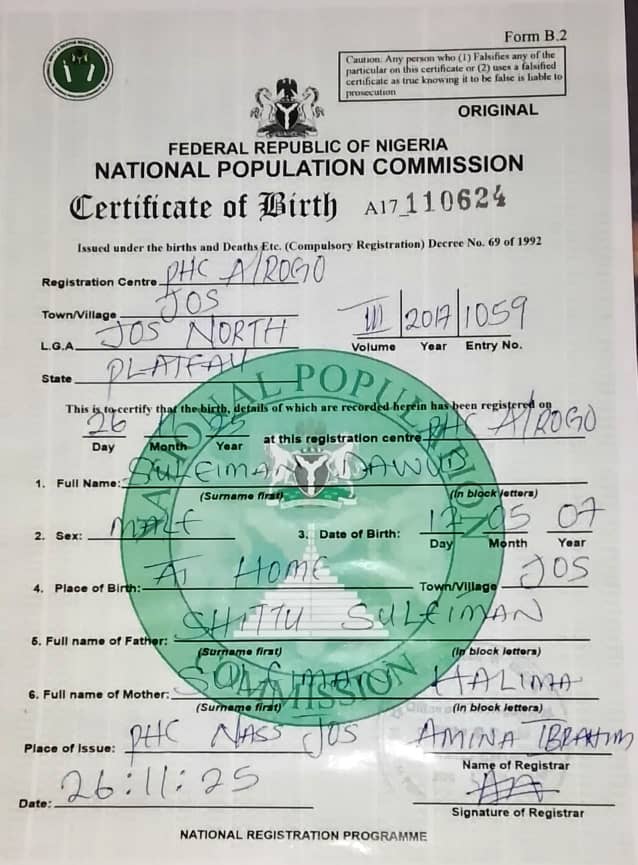 Form B.2
Caution: Any person who (1) Falsifies any of the
particular on this certificate or (2) uses a falsified
certificate as true knowing it to be false is liable to
prosecution
ORIGINAL
FEDERAL REPUBLIC OF NIGERIA
NATIONAL POPULATION COMMISSION
Certificate of Birth A17 110624
Issued under the births and Deaths Etc. (Compulsory Registration) Decree No. 69 of 1992
Registration Centre PHC A/ROGO
Town/Village JOS
L.G.A. JOS NORTH III 2017 1059
Volume Year Entry No.
State PLATEAU
NATIONAL POPULATION
This is to certify that the birth, details of which are recorded herein has been registered on
26 25 at this registration centre PHC A/ROGO
Day Month Year
1. Full Name: SULEIMAN DAWUD
(Surname first) (In block letters)
2. Sex: MALE 3. Date of Birth: 12 05 07
Day Month Year
4. Place of Birth: AT HOME Town/Village JOS
5. Full name of Father: SHITTU SULEIMAN
(Surname first) (In block letters)
6. Full name of Mother: SULEIMAN HALIMA
(Surname first) (In block letters)
COMMISSION
Place of Issue: PHC NASS JOS AMINA IBRAHIM
Name of Registrar
Date: 26:11:25
Signature of Registrar
NATIONAL REGISTRATION PROGRAMME